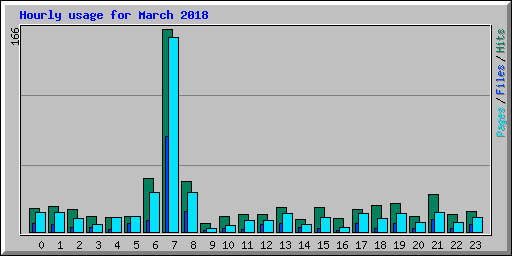 Hourly usage for March 2018
166
Pages/Files/Hits
0 1 2 3 4 5 6 7 8 9 10 11 12 13 14 15 16 17 18 19 20 21 22 23